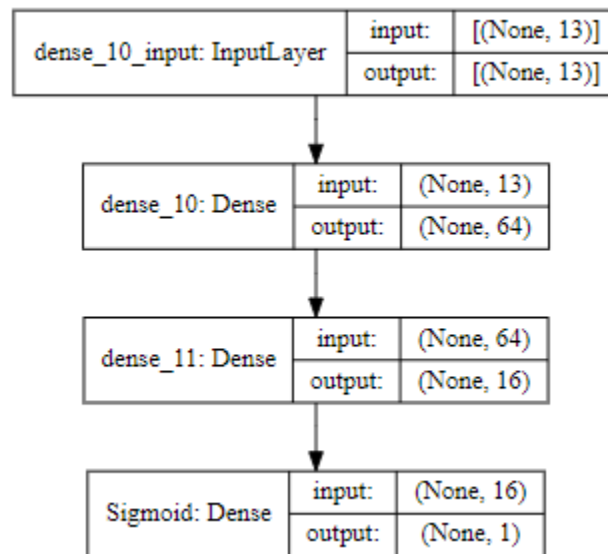 dense_10_input: InputLayer input: [(None, 13)]
output: [(None, 13)]
dense_10: Dense input: (None, 13)
output: (None, 64)
dense_11: Dense input: (None, 64)
output: (None, 16)
Sigmoid: Dense input: (None, 16)
output: (None, 1)